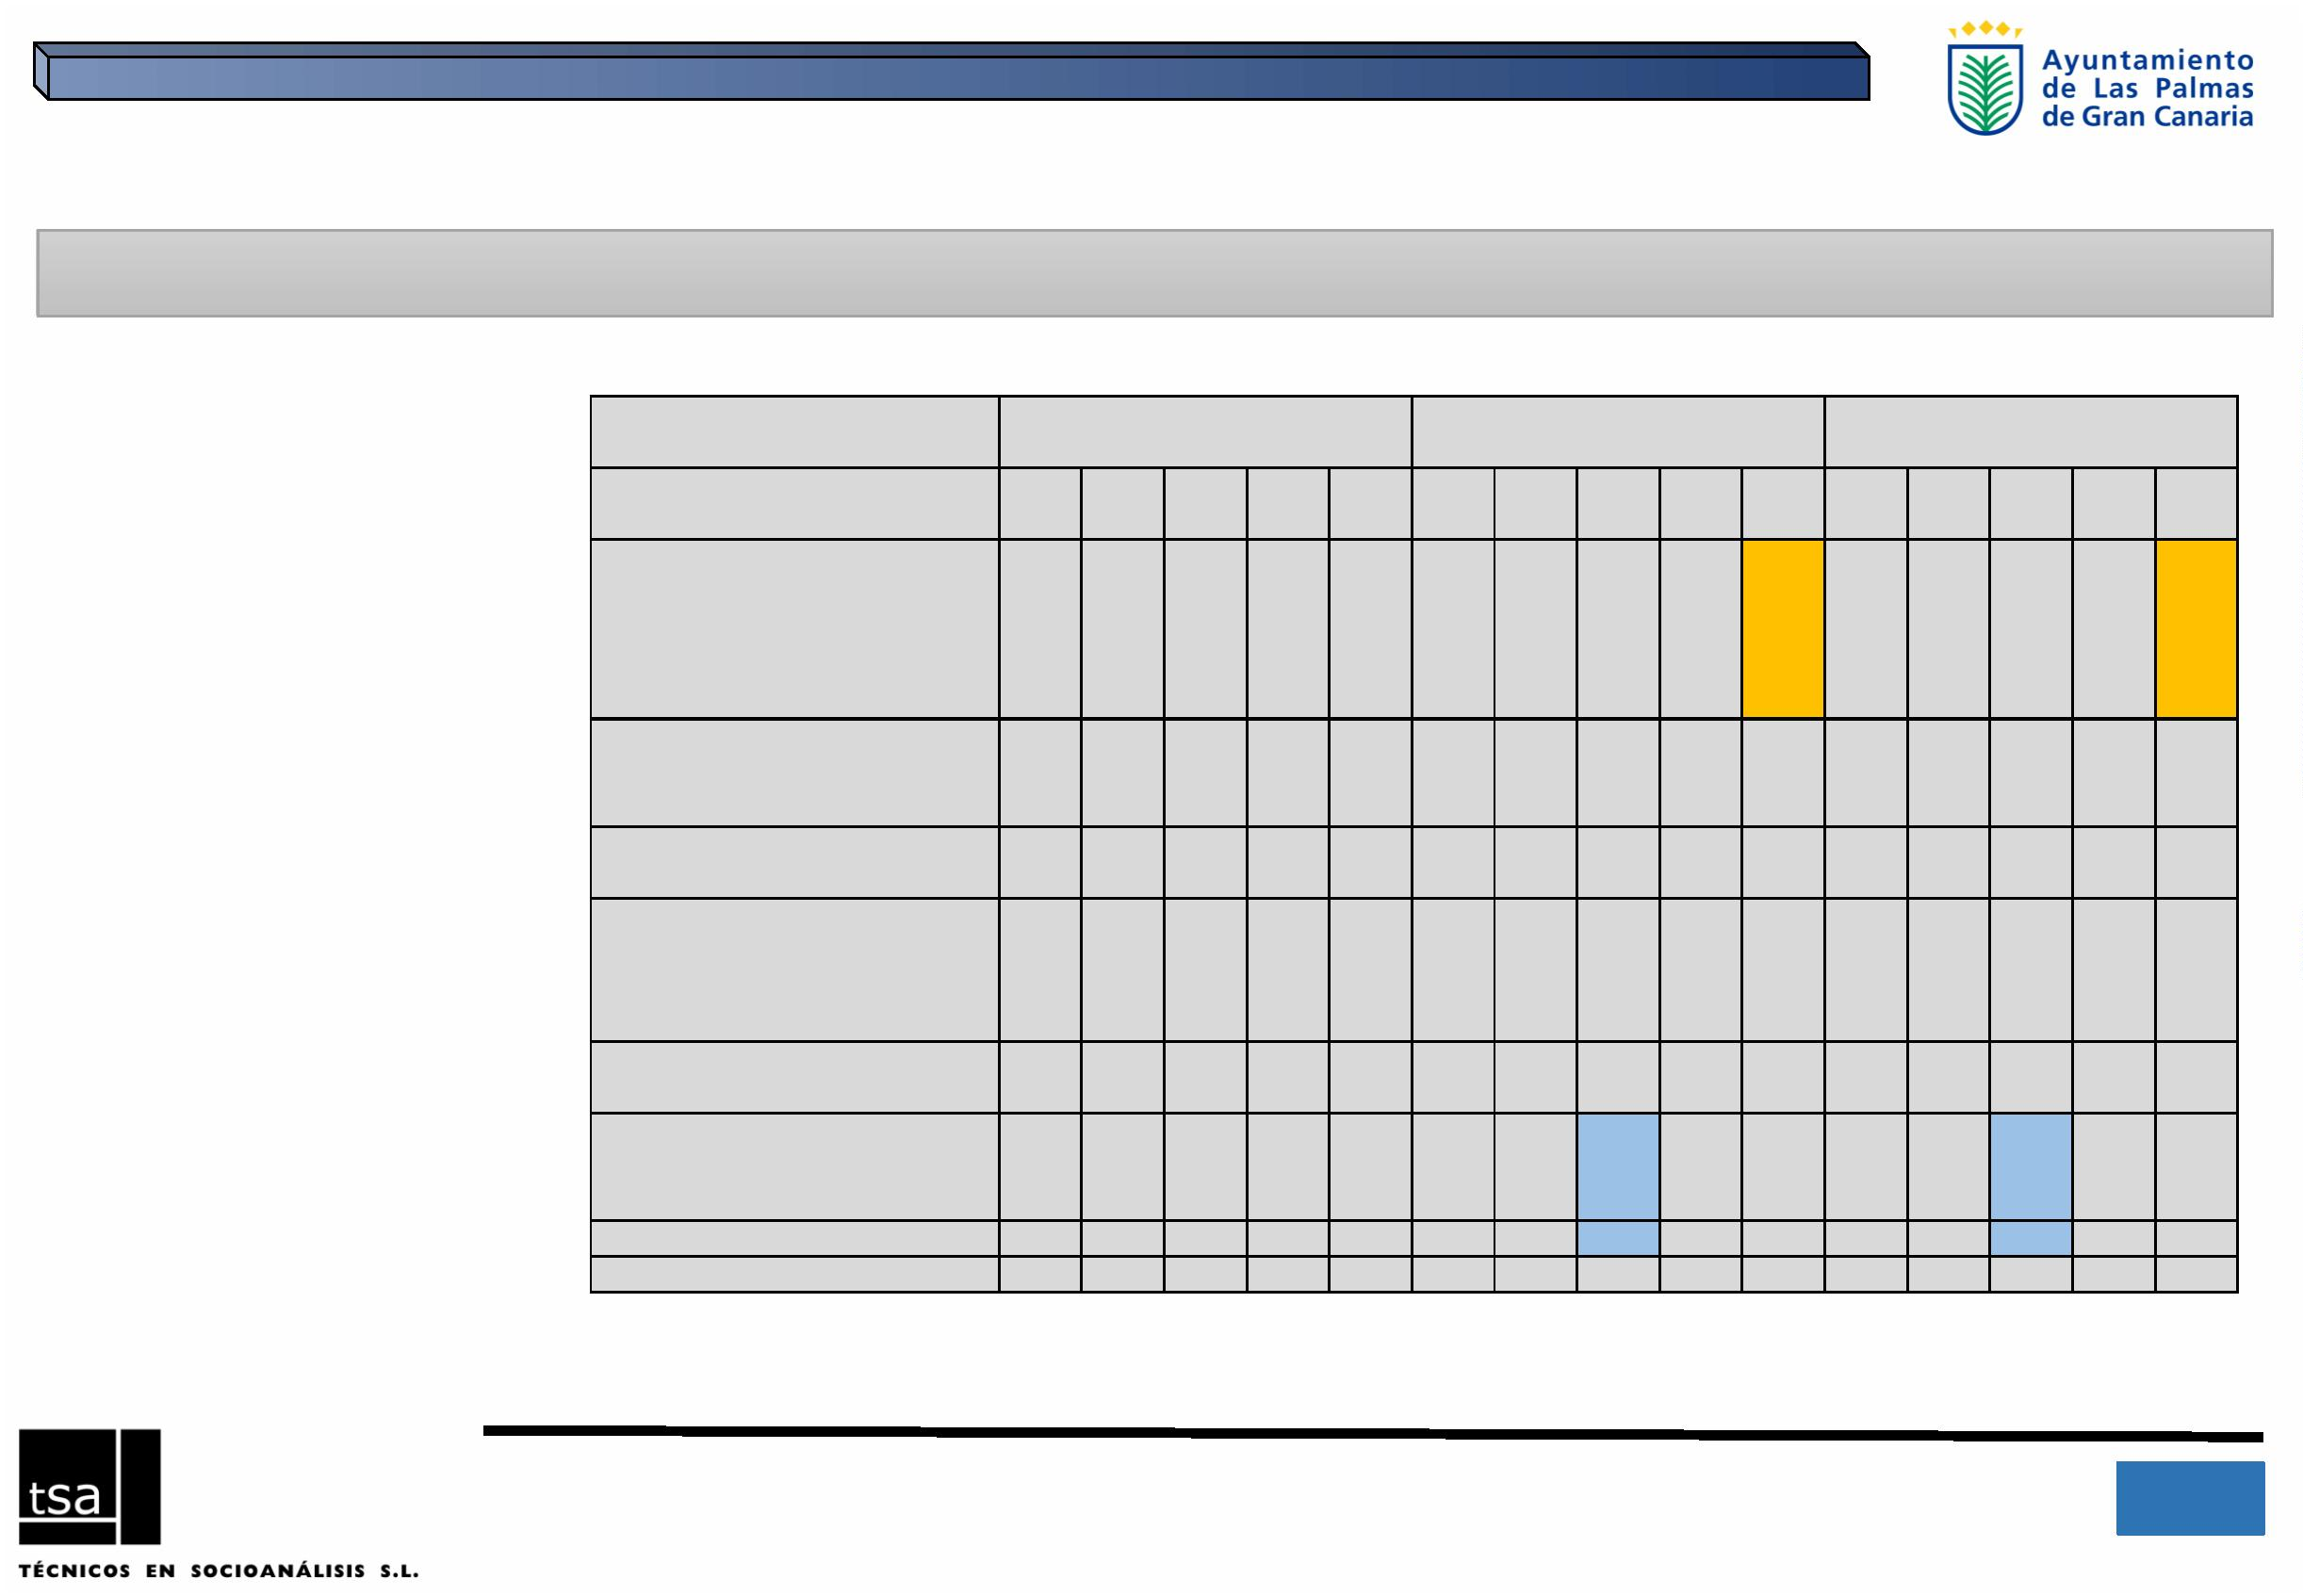 Ayuntamiento
de Las Palmas
de Gran Canaria
tsa
TÉCNICOS EN SOCIOANÁLISIS S.L.